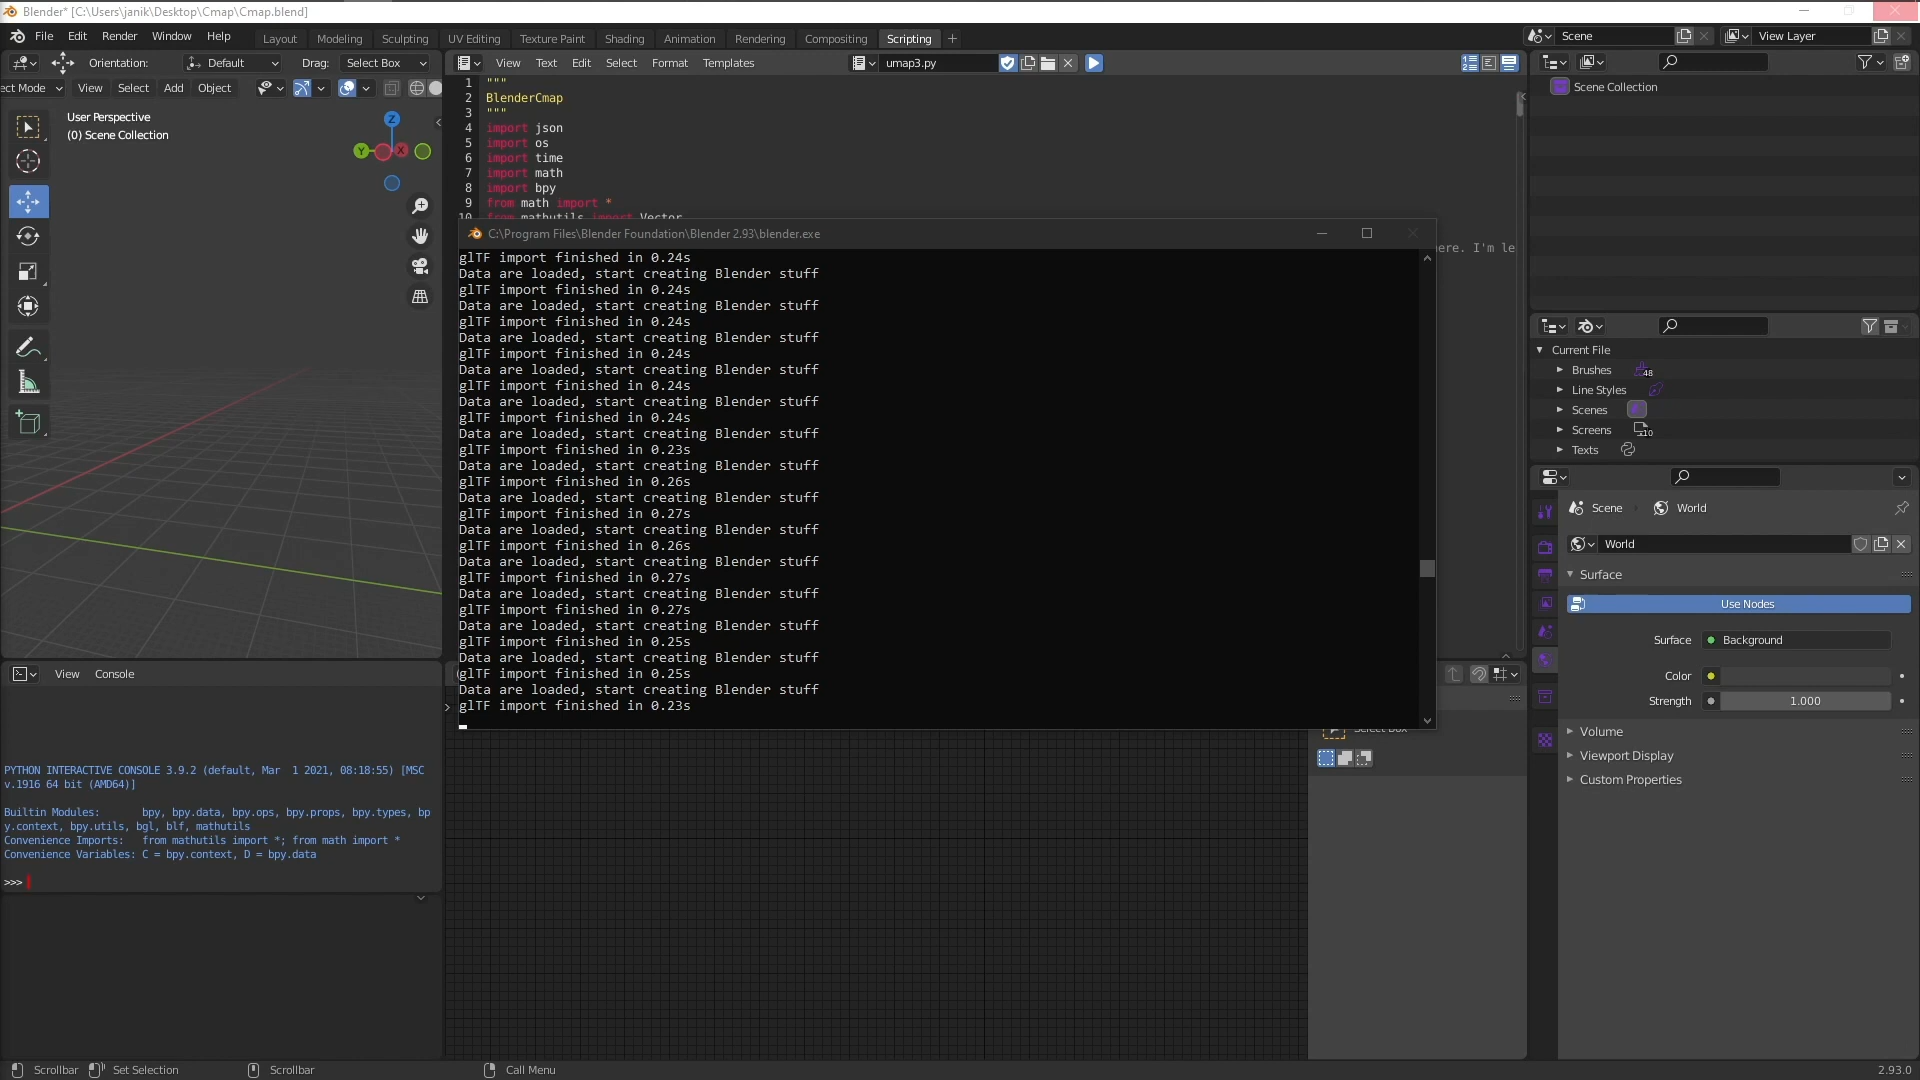 Blender* [C:\Users\janik\Desktop\Cmap\Cmap.blend]
File Edit Render Window Help
Layout Modeling Sculpting UV Editing Texture Paint Shading Animation Rendering Compositing Scripting +
Scene
View Layer
Orientation: Default Drag: Select Box
View Text Edit Select Format Templates
umap3.py
ect Mode View Select Add Object
User Perspective
(0) Scene Collection
Z
Y
X
1 """
2 BlenderCmap
3 """
4 import json
5 import os
6 import time
7 import math
8 import bpy
9 from math import *
10 from mathutils import Vector
ere. I'm le
C:\Program Files\Blender Foundation\Blender 2.93\blender.exe
glTF import finished in 0.24s
Data are loaded, start creating Blender stuff
glTF import finished in 0.24s
Data are loaded, start creating Blender stuff
glTF import finished in 0.24s
Data are loaded, start creating Blender stuff
glTF import finished in 0.24s
Data are loaded, start creating Blender stuff
glTF import finished in 0.24s
Data are loaded, start creating Blender stuff
glTF import finished in 0.24s
Data are loaded, start creating Blender stuff
glTF import finished in 0.23s
Data are loaded, start creating Blender stuff
glTF import finished in 0.26s
Data are loaded, start creating Blender stuff
glTF import finished in 0.27s
Data are loaded, start creating Blender stuff
glTF import finished in 0.26s
Data are loaded, start creating Blender stuff
glTF import finished in 0.27s
Data are loaded, start creating Blender stuff
glTF import finished in 0.27s
Data are loaded, start creating Blender stuff
glTF import finished in 0.25s
Data are loaded, start creating Blender stuff
glTF import finished in 0.25s
Data are loaded, start creating Blender stuff
glTF import finished in 0.23s
Select Box
View Console
PYTHON INTERACTIVE CONSOLE 3.9.2 (default, Mar  1 2021, 08:18:55) [MSC
v.1916 64 bit (AMD64)]
Builtin Modules: bpy, bpy.data, bpy.ops, bpy.props, bpy.types, bp
y.context, bpy.utils, bgl, blf, mathutils
Convenience Imports: from mathutils import *; from math import *
Convenience Variables: C = bpy.context, D = bpy.data
>>>
Scene Collection
Current File
Brushes 48
Line Styles
Scenes
Screens 10
Texts
Scene World
World
Surface
Use Nodes
Surface Background
Color
Strength 1.000
Volume
Viewport Display
Custom Properties
Scrollbar Set Selection Scrollbar Call Menu
2.93.0